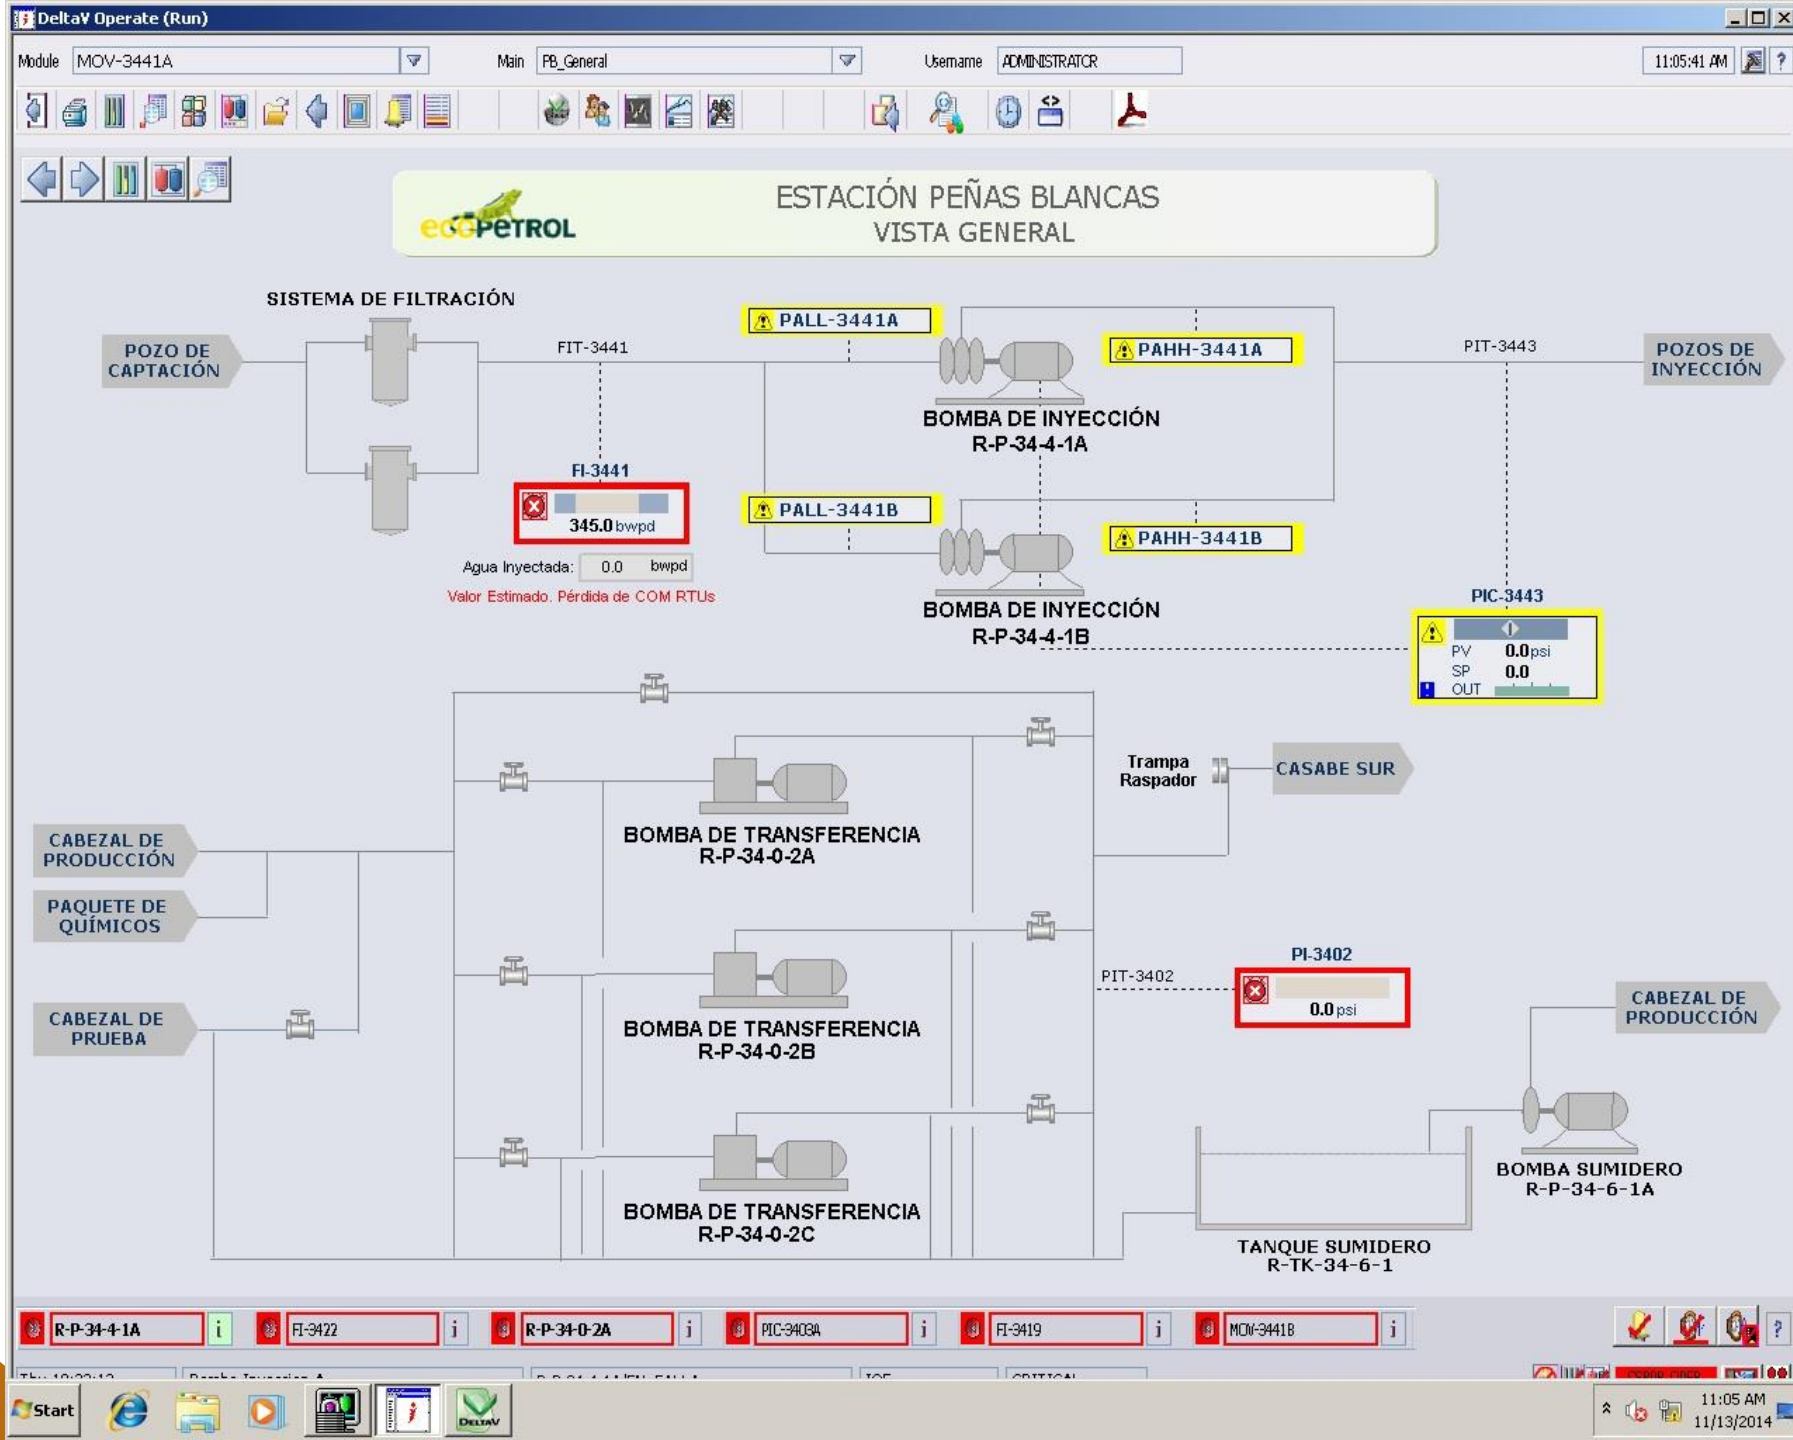 DeltaV Operate (Run)
Module MOV-3441A Main PB_General Username ADMINISTRATOR 11:05:41 AM ?
ecoPETROL
ESTACIÓN PEÑAS BLANCAS
VISTA GENERAL
SISTEMA DE FILTRACIÓN
POZO DE
CAPTACIÓN
FIT-3441
PALL-3441A
PAHH-3441A
PIT-3443
POZOS DE
INYECCIÓN
BOMBA DE INYECCIÓN
R-P-34-4-1A
FI-3441
345.0 bwpd
Agua Inyectada: 0.0 bwpd
Valor Estimado. Pérdida de COM RTUs
PALL-3441B
PAHH-3441B
BOMBA DE INYECCIÓN
R-P-34-4-1B
PIC-3443
PV 0.0 psi
SP 0.0
OUT
Trampa
Raspador
CASABE SUR
BOMBA DE TRANSFERENCIA
R-P-34-0-2A
CABEZAL DE
PRODUCCIÓN
PAQUETE DE
QUÍMICOS
CABEZAL DE
PRUEBA
BOMBA DE TRANSFERENCIA
R-P-34-0-2B
PIT-3402
PI-3402
0.0 psi
CABEZAL DE
PRODUCCIÓN
BOMBA DE TRANSFERENCIA
R-P-34-0-2C
BOMBA SUMIDERO
R-P-34-6-1A
TANQUE SUMIDERO
R-TK-34-6-1
R-P-34-4-1A i FI-3422 i R-P-34-0-2A i PIC-3403A i FI-3419 i MOV-3441B i ?
Start DELTAV 11:05 AM
11/13/2014